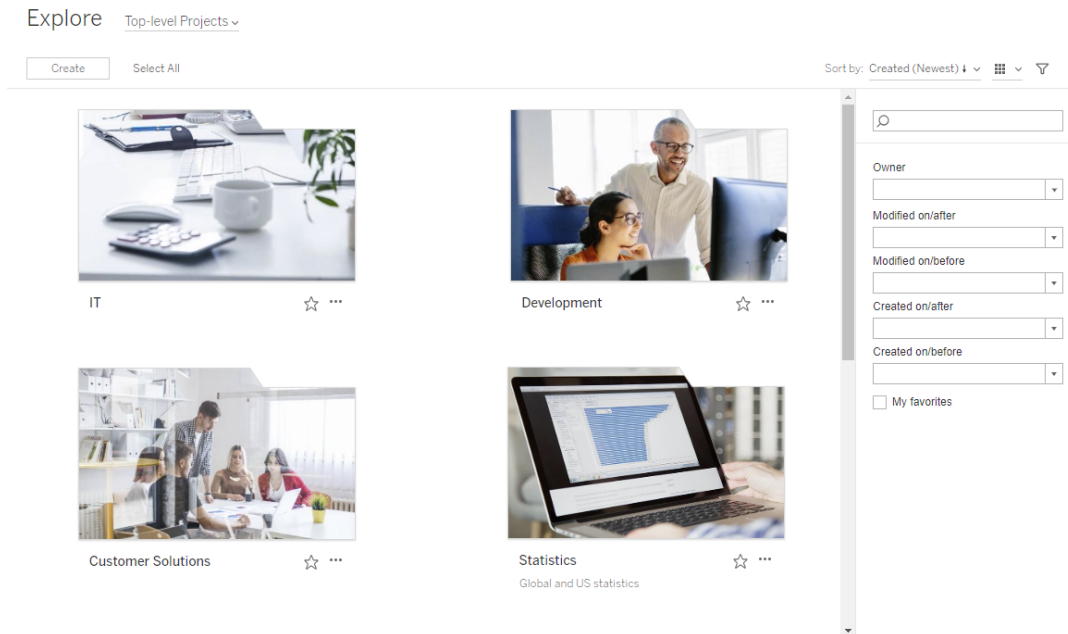 Explore
Top-level Projects
Create
Select All
Sort by: Created (Newest)
IT
Development
Customer Solutions
Statistics
Global and US statistics
Owner
Modified on/after
Modified on/before
Created on/after
Created on/before
My favorites